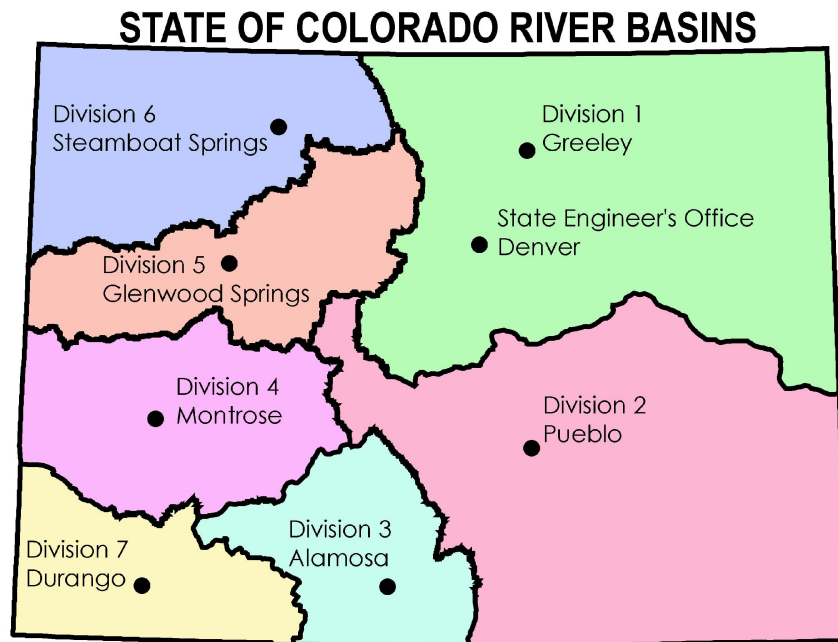 STATE OF COLORADO RIVER BASINS
Division 6
Steamboat Springs
Division 1
Greeley
State Engineer's Office
Denver
Division 5
Glenwood Springs
Division 4
Montrose
Division 2
Pueblo
Division 3
Alamosa
Division 7
Durango